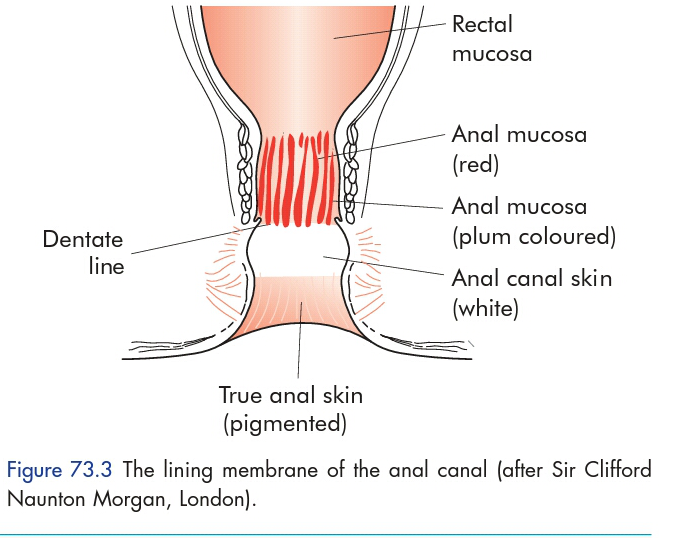 Rectal
mucosa
Anal mucosa
(red)
Anal mucosa
(plum coloured)
Dentate
line
Anal canal skin
(white)
True anal skin
(pigmented)
Figure 73.3 The lining membrane of the anal canal (after Sir Clifford
Naunton Morgan, London).